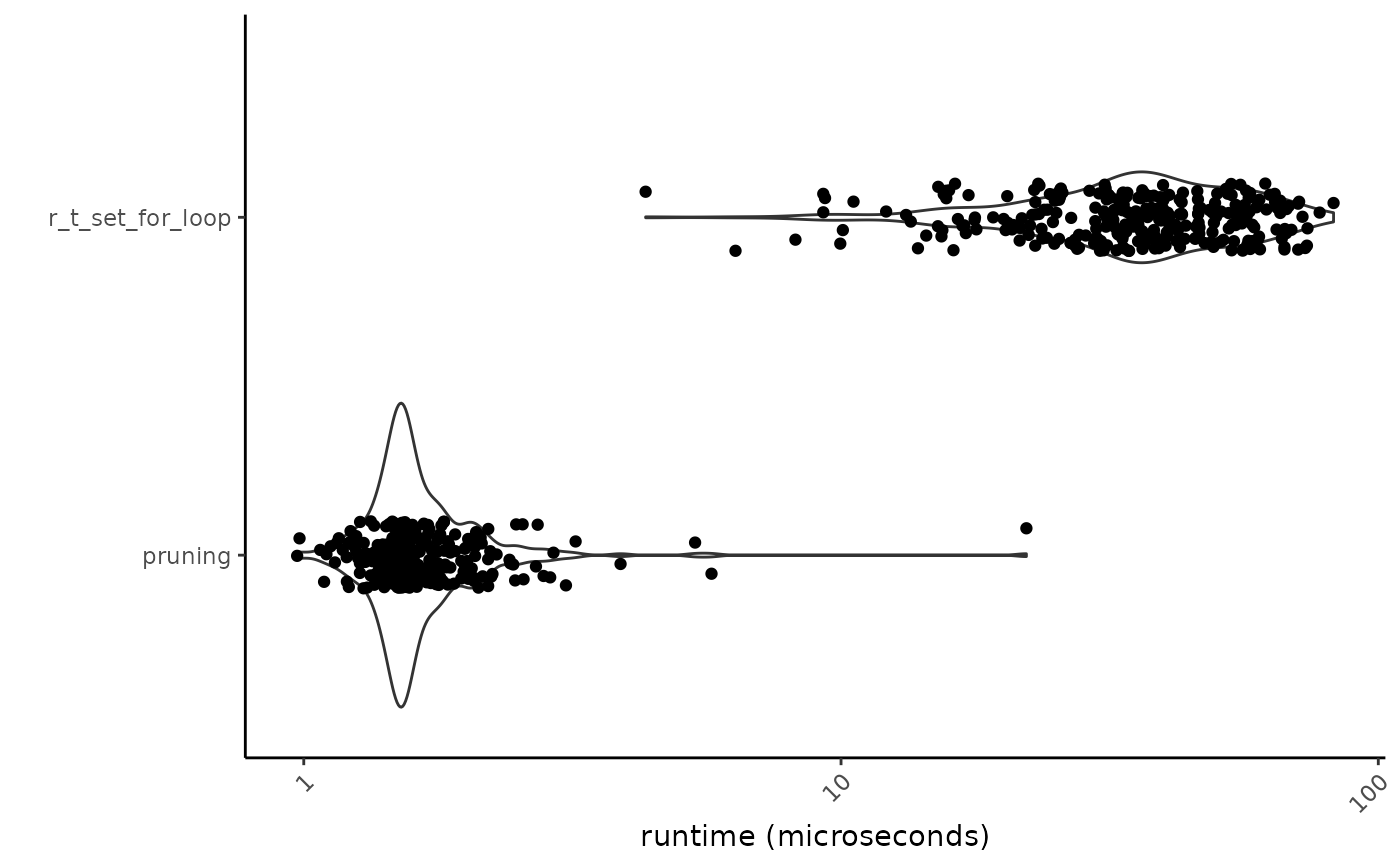 r_t_set_for_loop
pruning
1
10
100
runtime (microseconds)